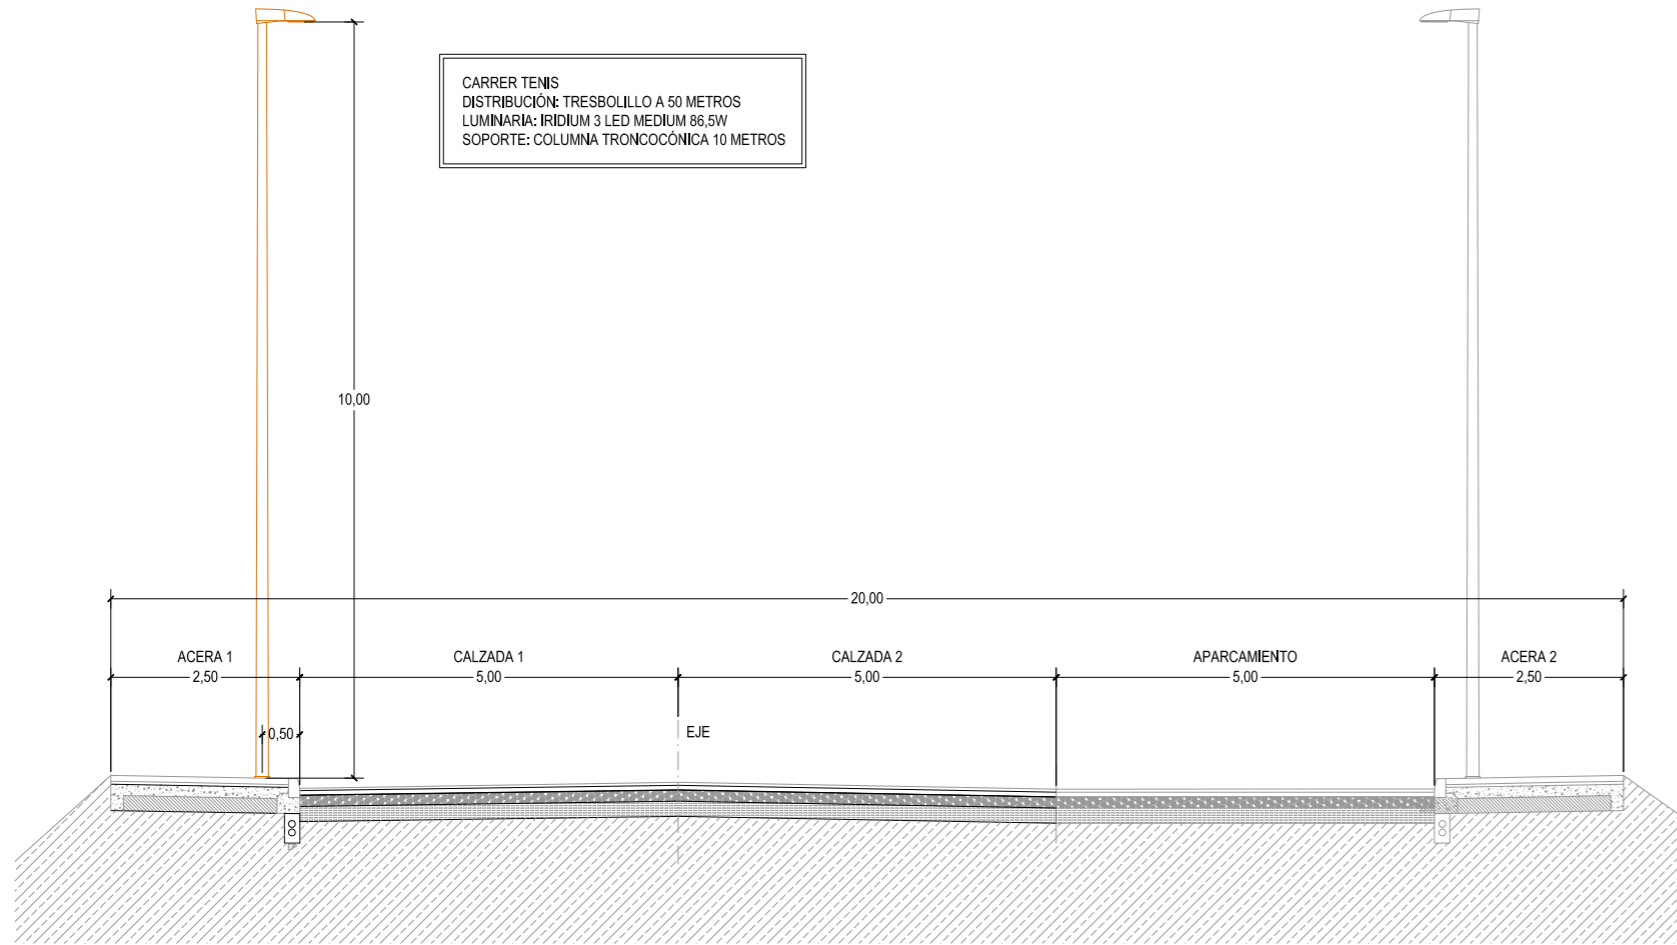 CARRER TENIS
DISTRIBUCIÓN: TRESBOLILLO A 50 METROS
LUMINARIA: IRIDIUM 3 LED MEDIUM 86,5W
SOPORTE: COLUMNA TRONCOCÓNICA 10 METROS
10,00
20,00
ACERA 1 CALZADA 1 CALZADA 2 APARCAMIENTO ACERA 2
2,50 5,00 5,00 5,00 2,50
0,50 EJE